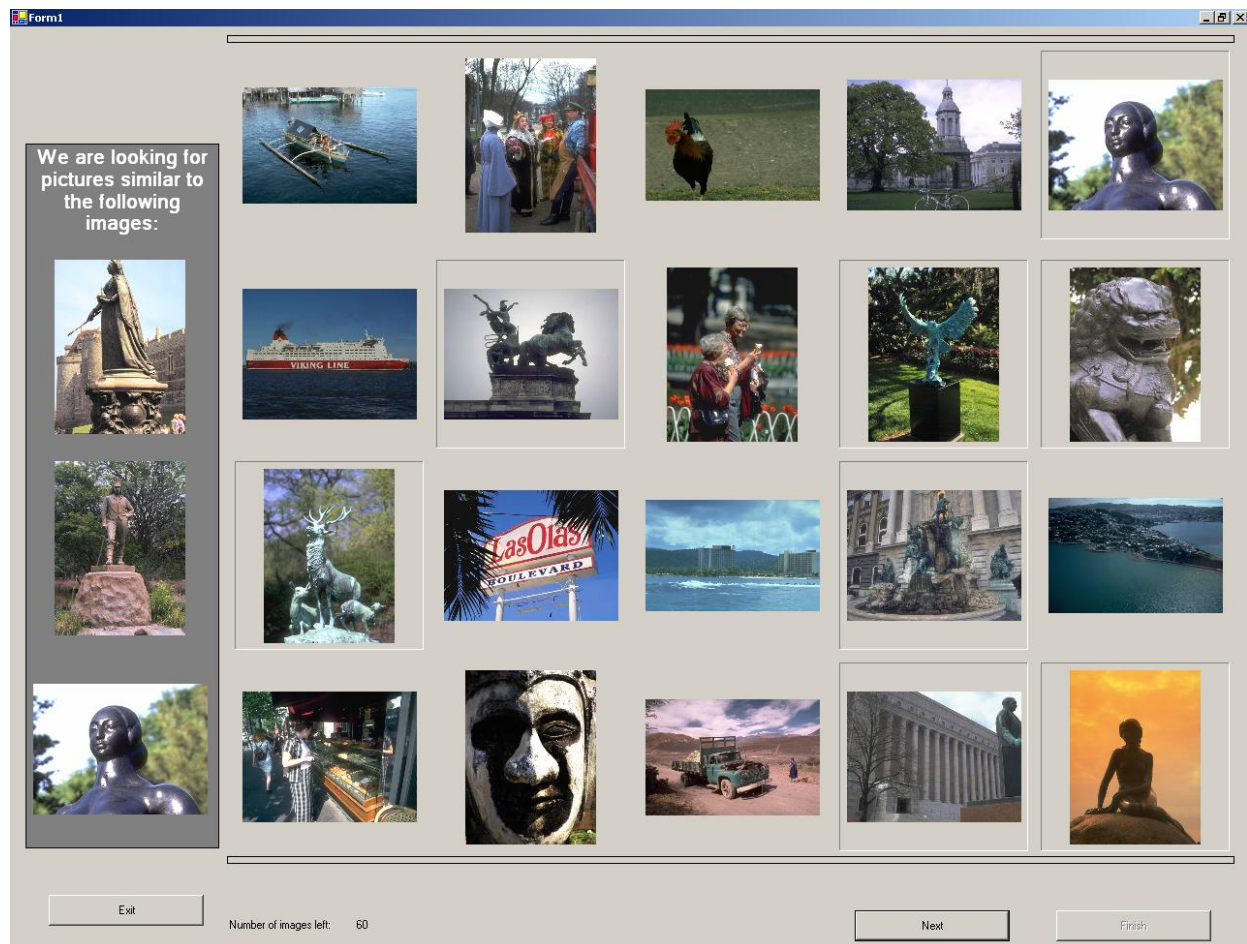 Form1
We are looking for
pictures similar to
the following
images:
VIKING LINE
LasOlas
BOULEVARD
Exit
Number of images left: 60
Next
Finish